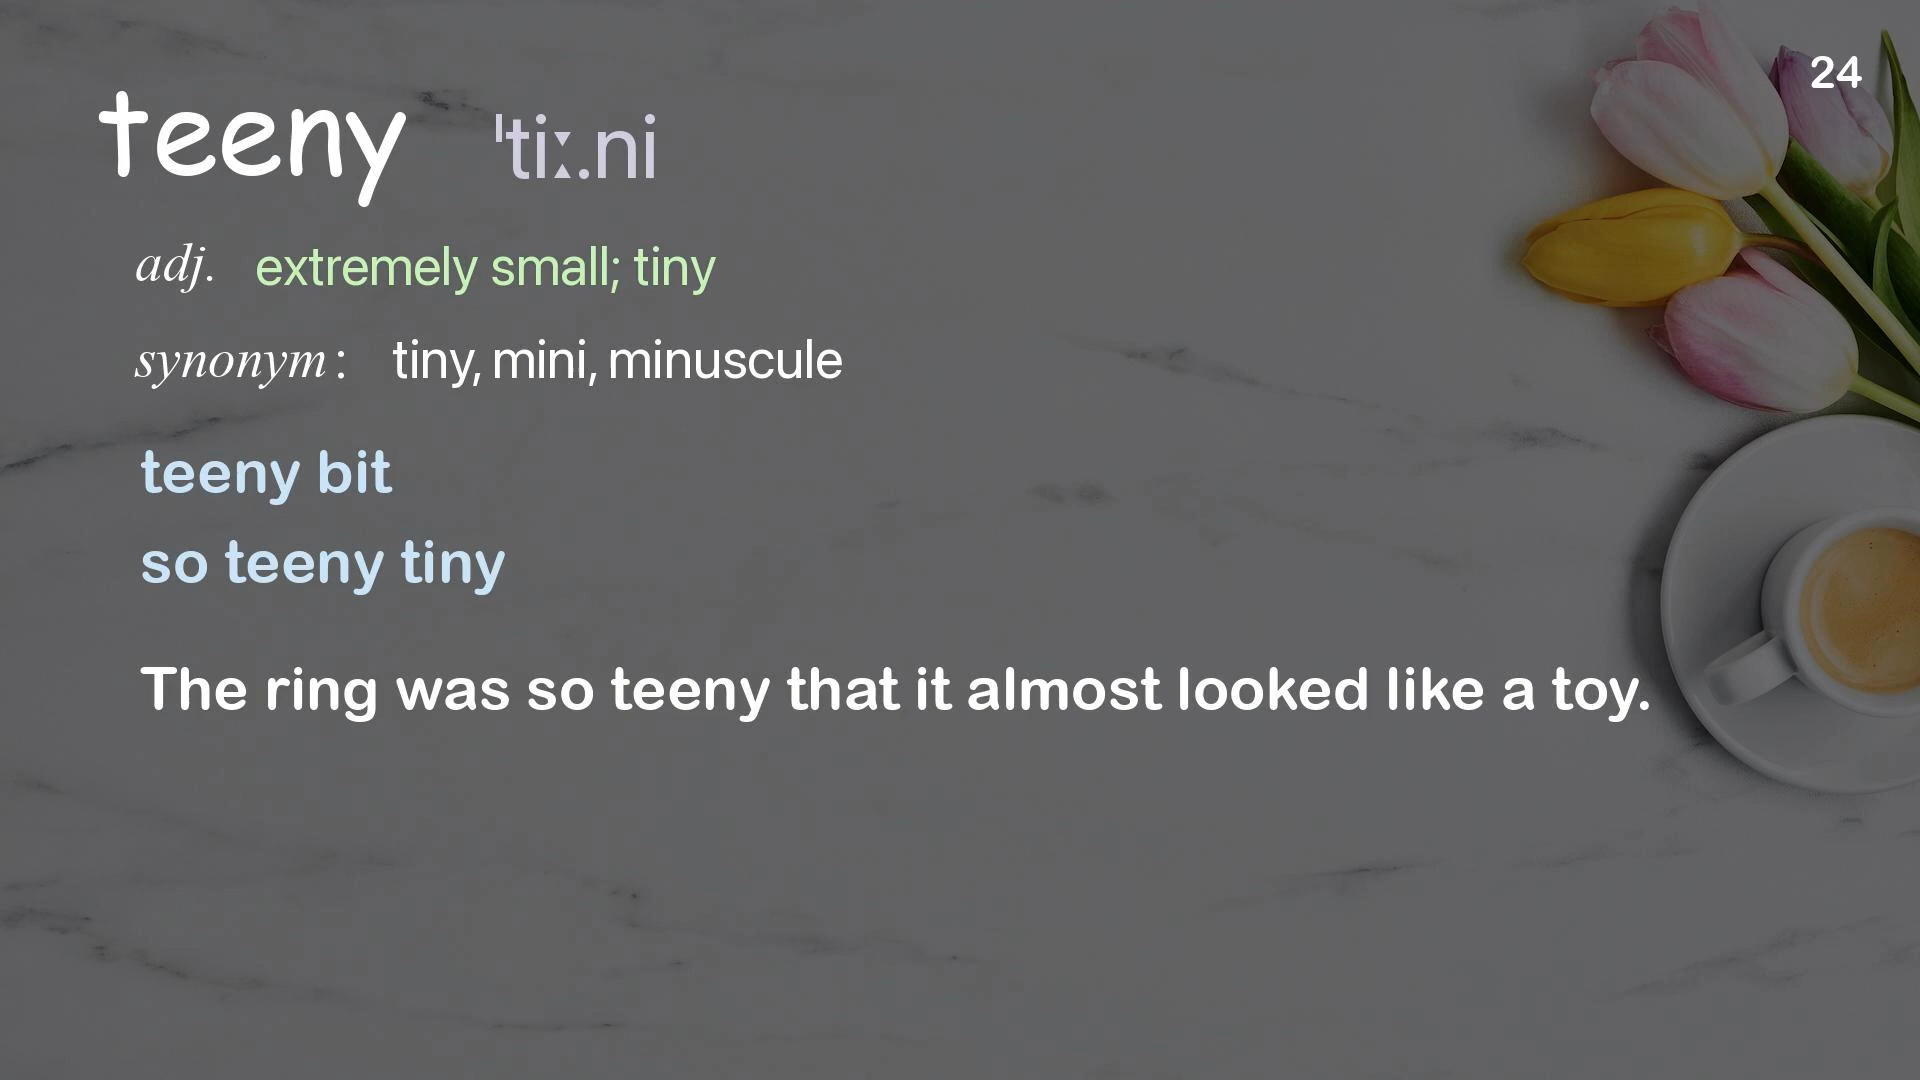 24
teeny ˈtiː.ni
adj. extremely small; tiny
synonym: tiny, mini, minuscule
teeny bit
so teeny tiny
The ring was so teeny that it almost looked like a toy.